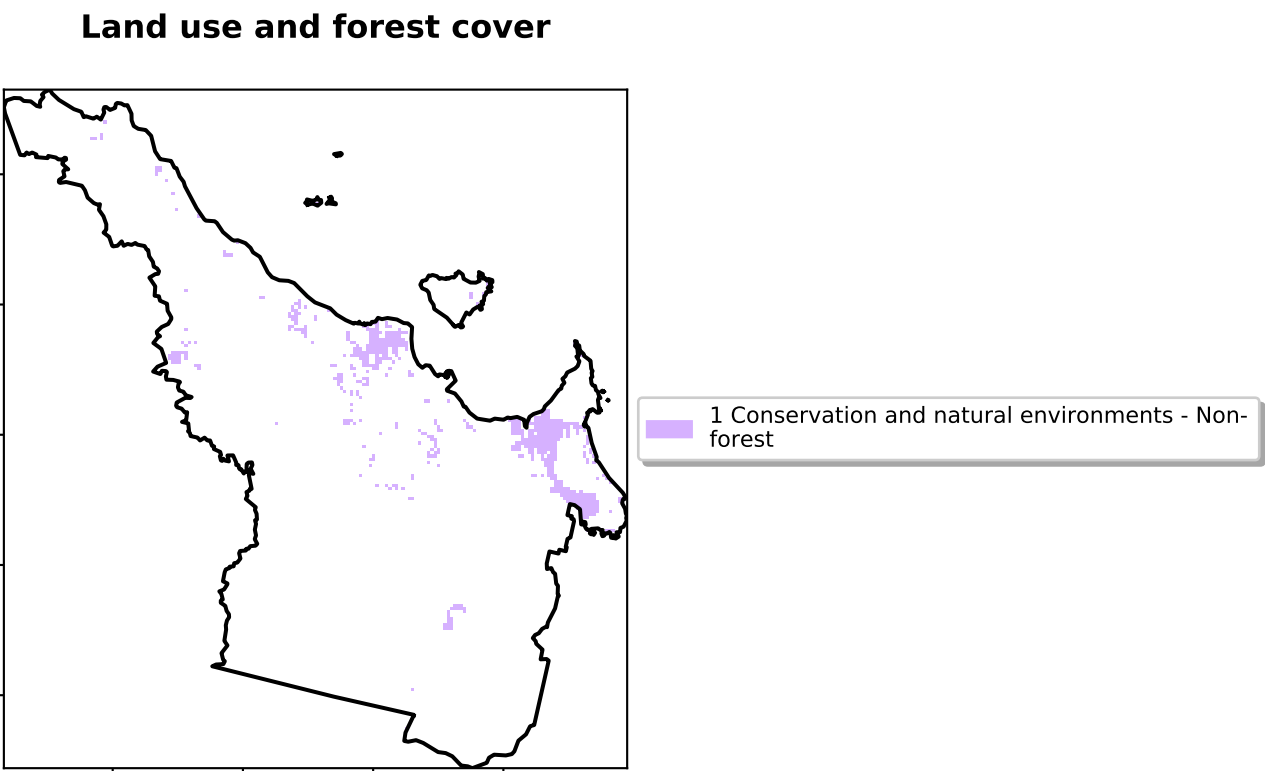 Land use and forest cover
1 Conservation and natural environments - Non-
forest